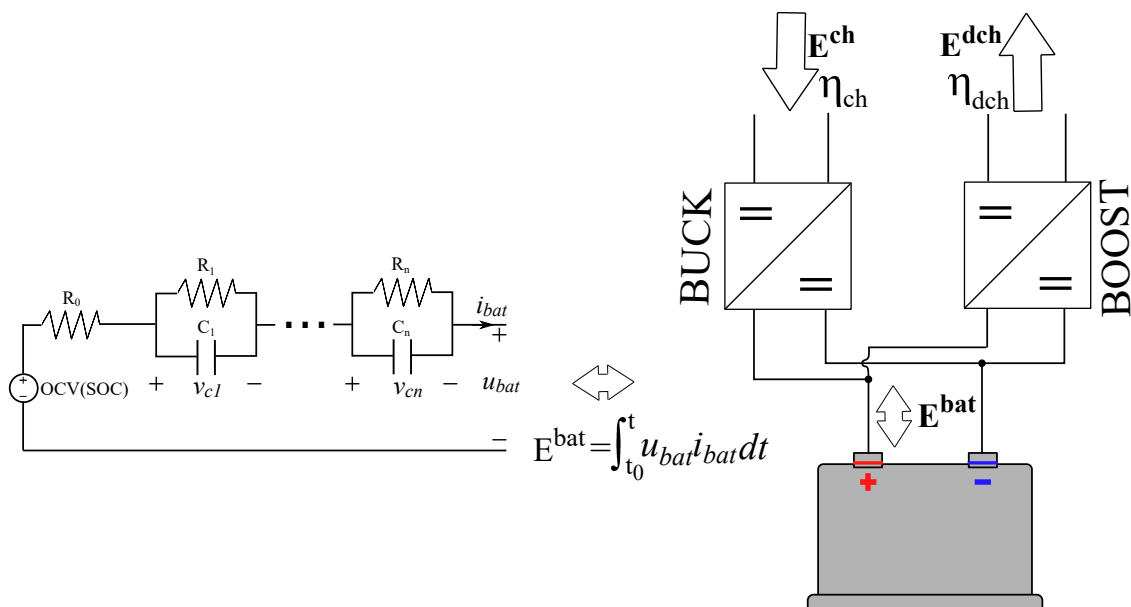 E^ch
η_ch
E^dch
η_dch
BUCK
=
=
BOOST
=
=
R_0
R_1
C_1
+ v_c1 −
...
R_n
C_n
+ v_cn −
i_bat
+
u_bat
−
+
−
OCV(SOC)
E^bat=∫_t_0^t u_bat i_bat dt
E^bat
+
−